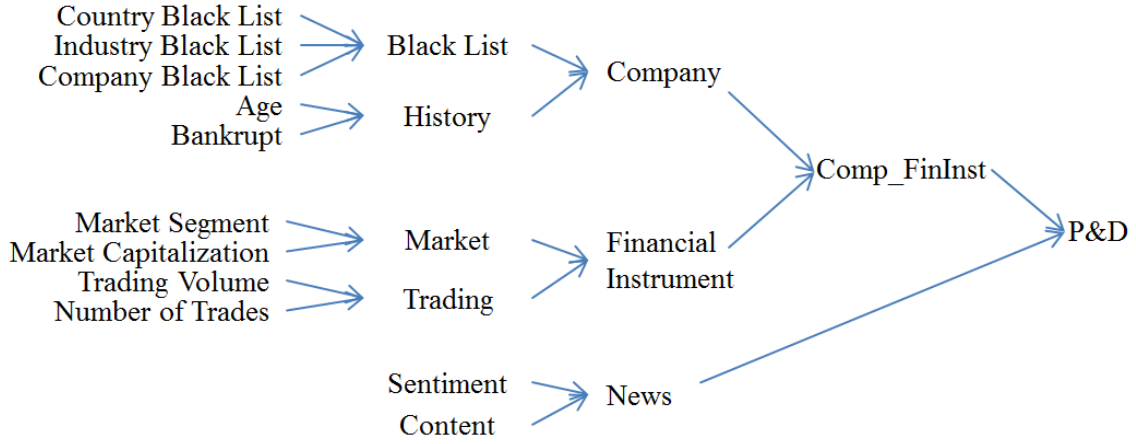 Country Black List
Industry Black List
Company Black List
Age
Bankrupt
Black List
History
Company
Comp_FinInst
P&D
Market Segment
Market Capitalization
Trading Volume
Number of Trades
Market
Trading
Financial
Instrument
Sentiment
Content
News